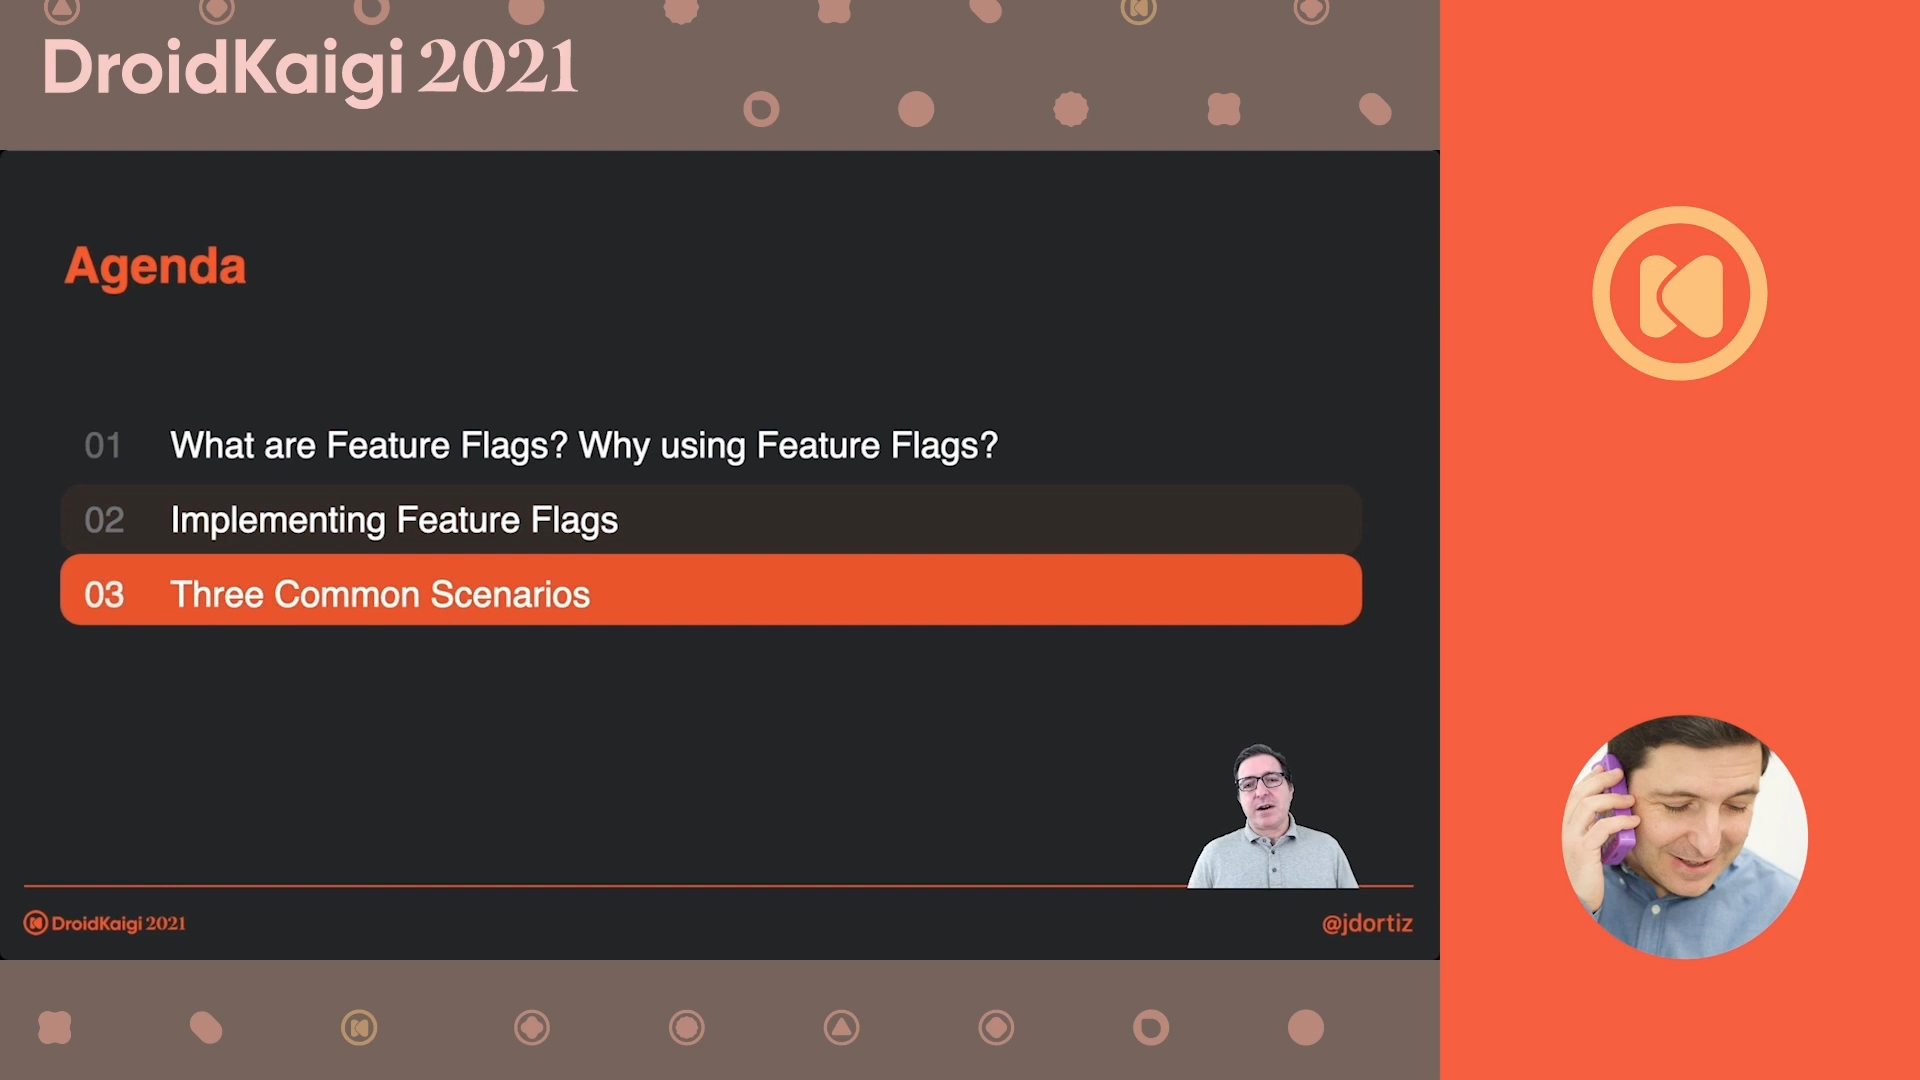 DroidKaigi 2021
Agenda
01 What are Feature Flags? Why using Feature Flags?
02 Implementing Feature Flags
03 Three Common Scenarios
DroidKaigi 2021
@jdortiz